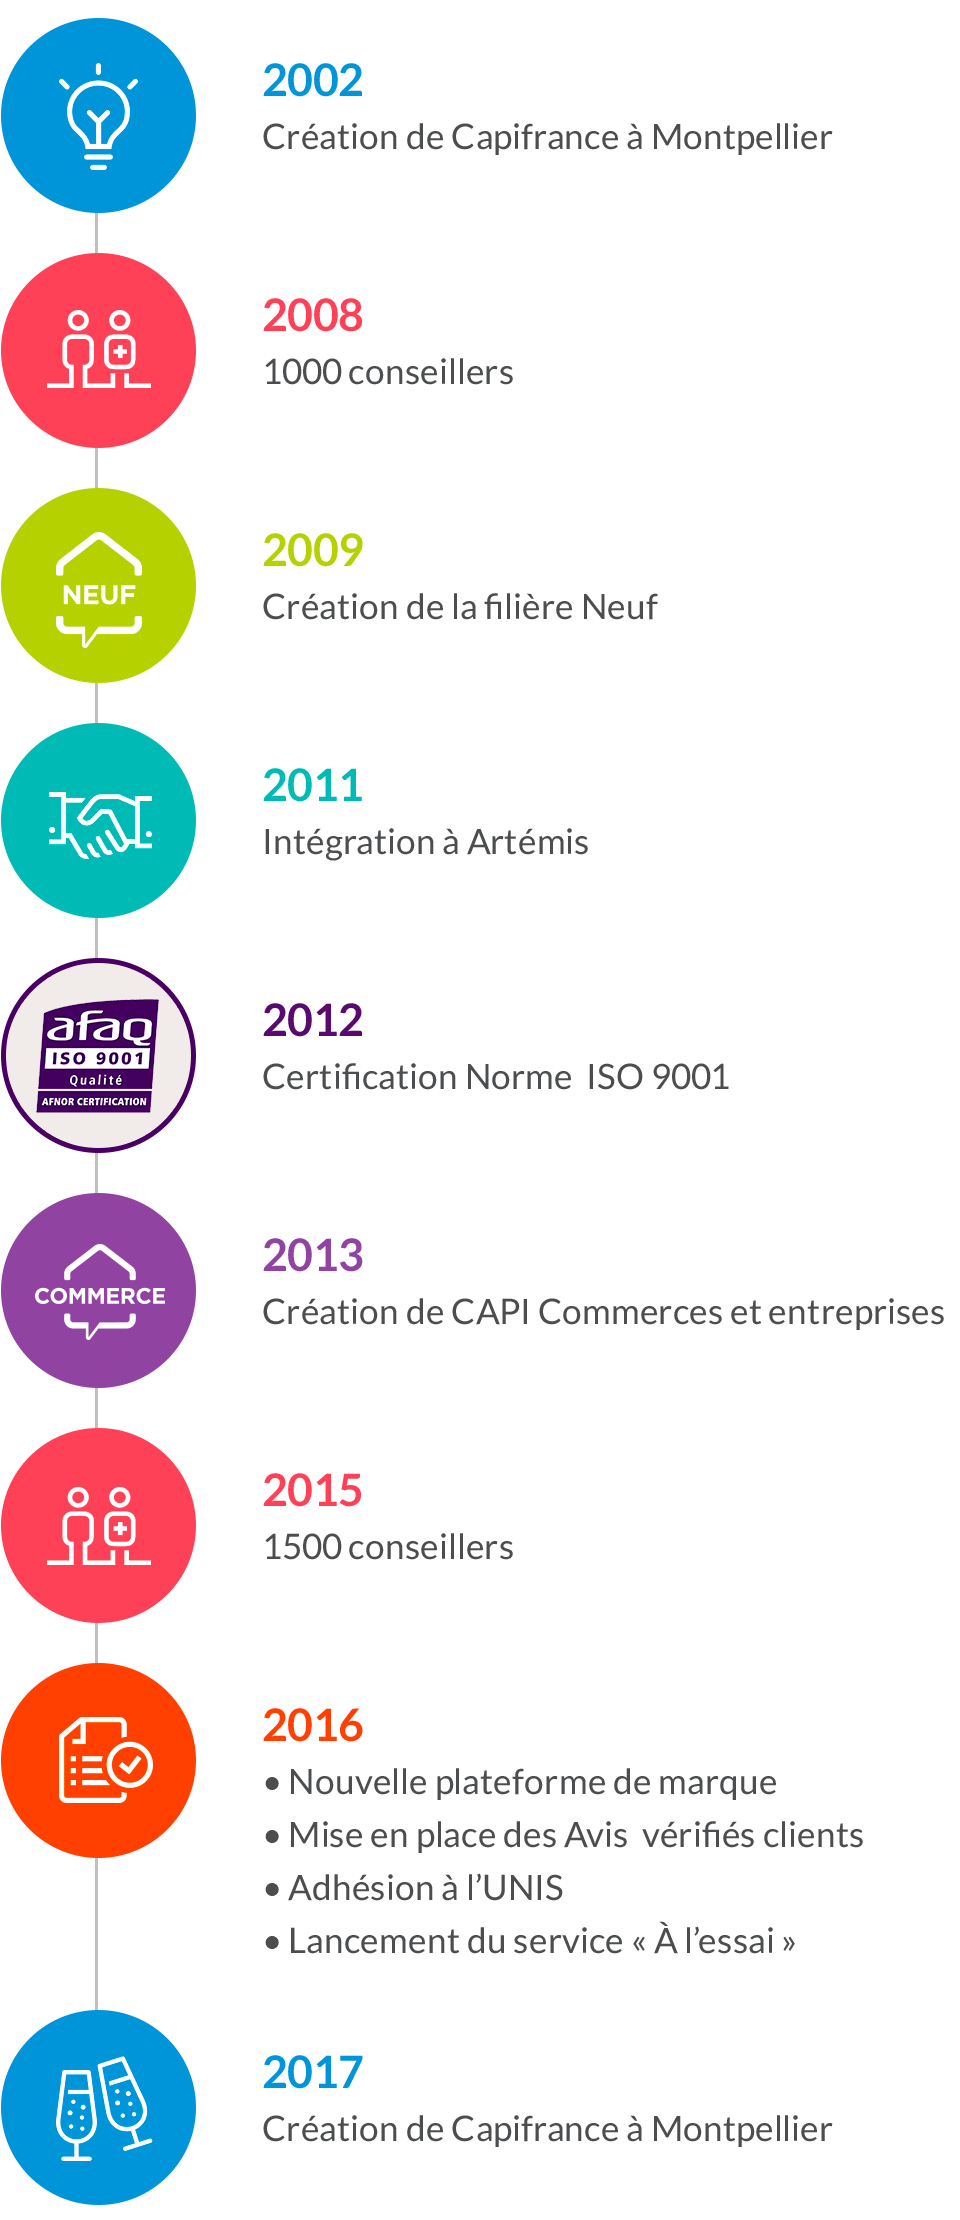 2002
Création de Capifrance à Montpellier
2008
1000 conseillers
NEUF
2009
Création de la filière Neuf
2011
Intégration à Artémis
afaq
ISO 9001
Qualité
AFNOR CERTIFICATION
2012
Certification Norme  ISO 9001
COMMERCE
2013
Création de CAPI Commerces et entreprises
2015
1500 conseillers
2016
• Nouvelle plateforme de marque
• Mise en place des Avis  vérifiés clients
• Adhésion à l’UNIS
• Lancement du service « À l’essai »
2017
Création de Capifrance à Montpellier